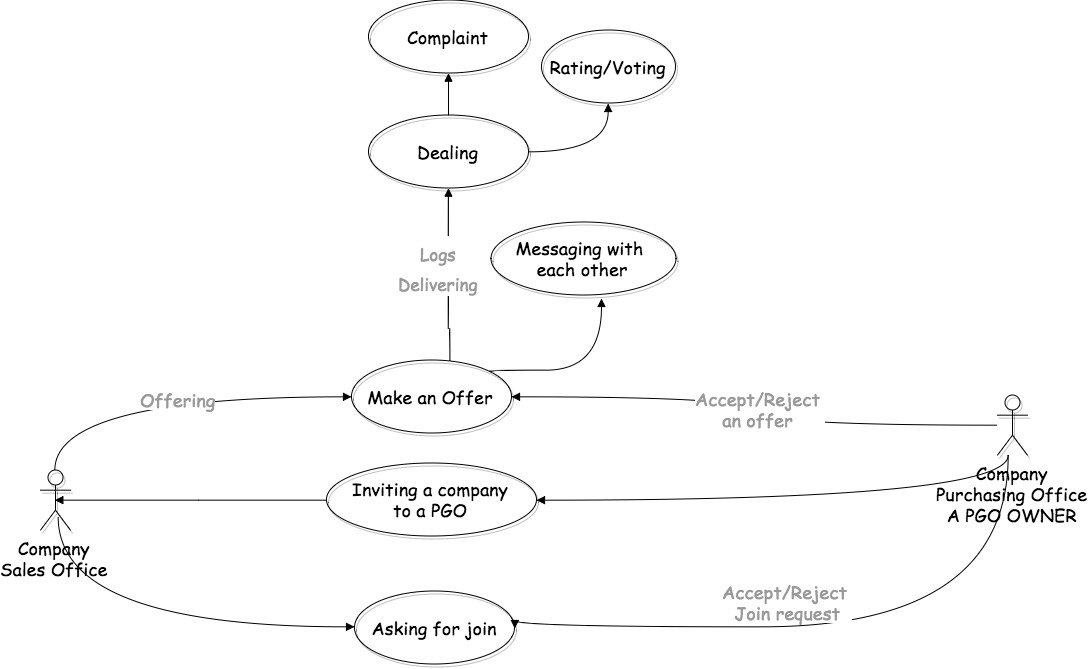 Complaint
Rating/Voting
Dealing
Logs
Delivering
Messaging with
each other
Offering
Make an Offer
Accept/Reject
an offer
Inviting a company
to a PGO
Company
Purchasing Office
A PGO OWNER
Company
Sales Office
Asking for join
Accept/Reject
Join request